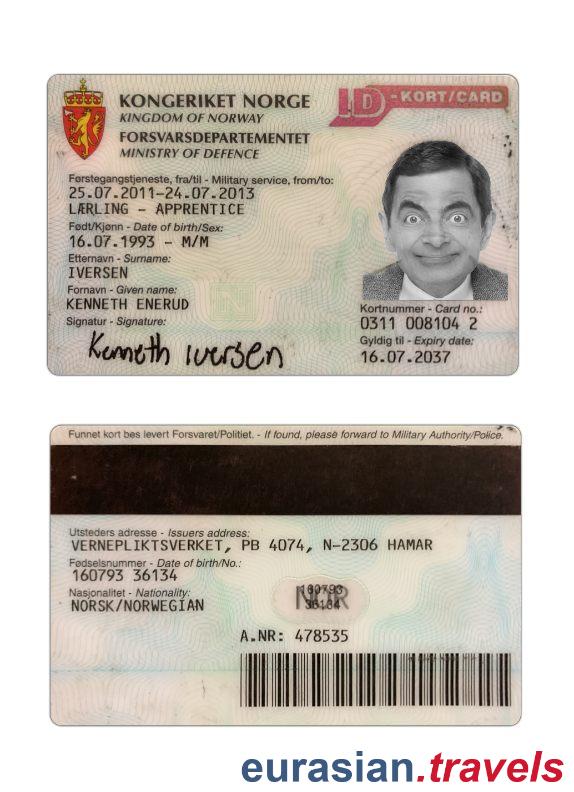 KONGERIKET NORGE
KINGDOM OF NORWAY
FORSVARSDEPARTEMENTET
MINISTRY OF DEFENCE
ID-KORT/CARD
Førstegangstjeneste, fra/til - Military service, from/to:
25.07.2011-24.07.2013
LÆRLING - APPRENTICE
Født/Kjønn - Date of birth/Sex:
16.07.1993 - M/M
Etternavn - Surname:
IVERSEN
Fornavn - Given name:
KENNETH ENERUD
Signatur - Signature:
Kenneth Iversen
Kortnummer - Card no.:
0311 008104 2
Gyldig til - Expiry date:
16.07.2037
Funnet kort bes levert Forsvaret/Politiet. - If found, please forward to Military Authority/Police.
Utsteders adresse - Issuers address:
VERNEPLIKTSVERKET, PB 4074, N-2306 HAMAR
Fødselsnummer - Date of birth/No.:
160793 36134
Nasjonalitet - Nationality:
NORSK/NORWEGIAN
NOR
160793
36134
A.NR: 478535
eurasian.travels